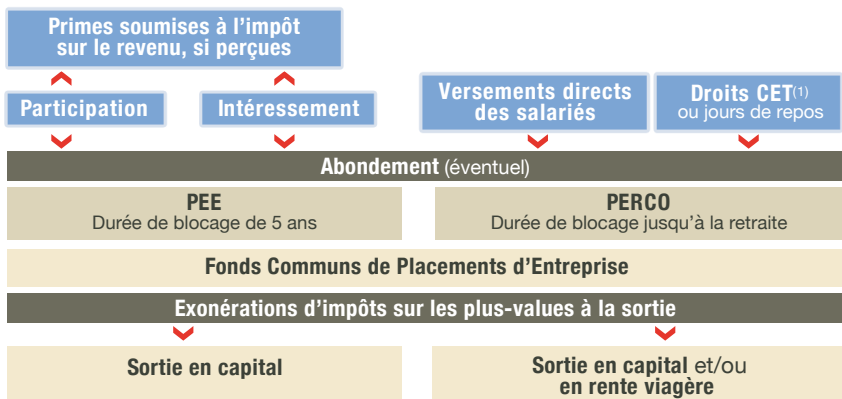 Primes soumises à l'impôt
sur le revenu, si perçues
Participation
Intéressement
Versements directs
des salariés
Droits CET(1)
ou jours de repos
Abondement (éventuel)
PEE
Durée de blocage de 5 ans
PERCO
Durée de blocage jusqu'à la retraite
Fonds Communs de Placements d'Entreprise
Exonérations d'impôts sur les plus-values à la sortie
Sortie en capital
Sortie en capital et/ou
en rente viagère